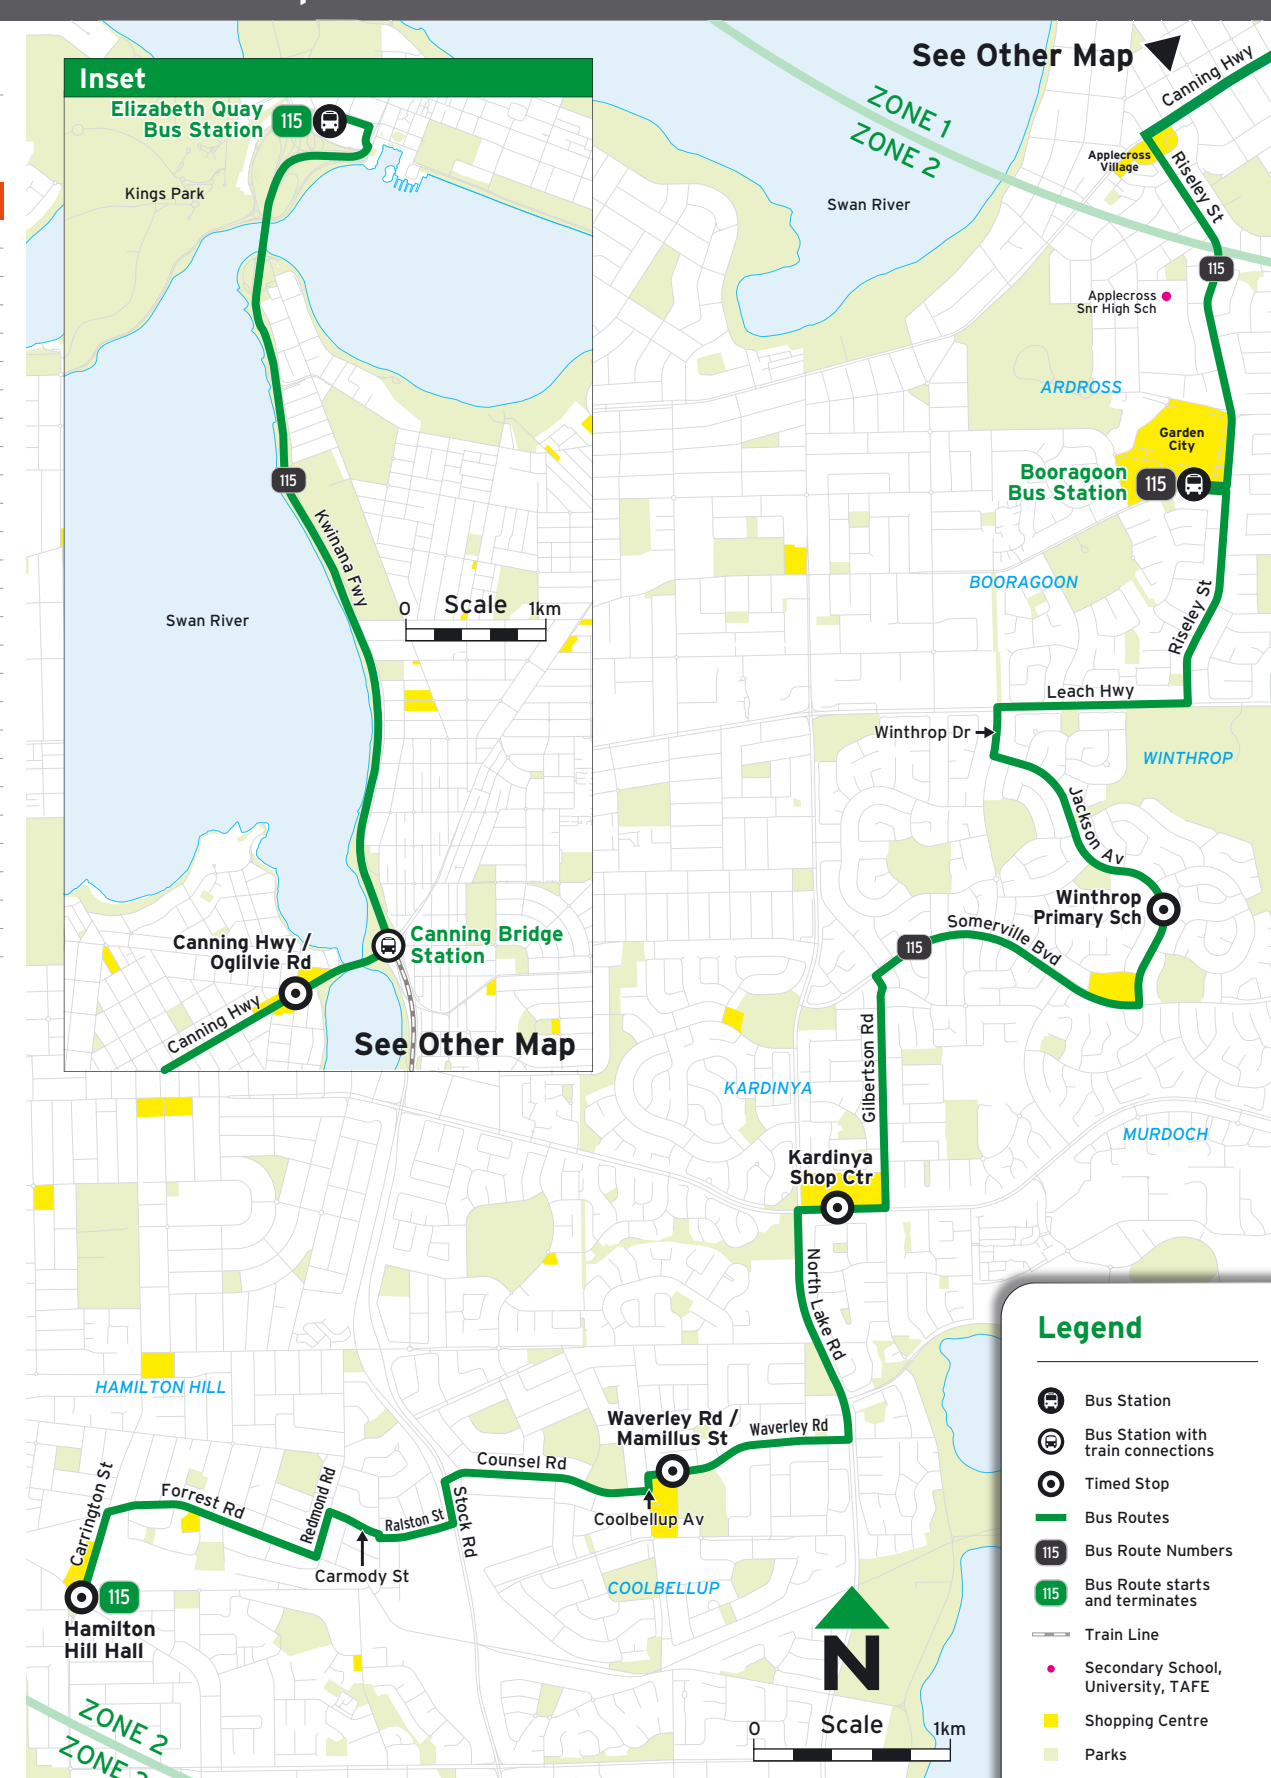 Inset
Elizabeth Quay
Bus Station
115
Kings Park
115
Kwinana Fwy
0 Scale 1km
Swan River
Canning Hwy /
Oglilvie Rd
Canning Bridge
Station
Canning Hwy
See Other Map
See Other Map
Canning Hwy
ZONE 1
ZONE 2
Applecross
Village
Riseley St
Swan River
115
Applecross
Snr High Sch
ARDROSS
Garden
City
Booragoon
Bus Station
115
BOORAGOON
Riseley St
Leach Hwy
Winthrop Dr
WINTHROP
Jackson Av
Winthrop
Primary Sch
Somerville Bvd
115
Gilbertson Rd
KARDINYA
MURDOCH
Kardinya
Shop Ctr
North Lake Rd
HAMILTON HILL
Waverley Rd /
Mamillus St
Waverley Rd
Counsel Rd
Stock Rd
Coolbellup Av
Ralston St
Redmond Rd
Forrest Rd
Carrington St
Carmody St
115
Hamilton
Hill Hall
COOLBELLUP
N
0 Scale 1km
ZONE 2
ZONE
Legend
Bus Station
Bus Station with
train connections
Timed Stop
Bus Routes
115 Bus Route Numbers
115 Bus Route starts
and terminates
Train Line
Secondary School,
University, TAFE
Shopping Centre
Parks